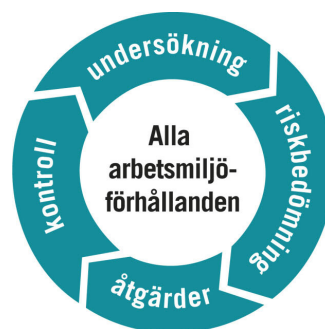 undersökning
riskbedömning
åtgärder
kontroll
Alla
arbetsmiljö-
förhållanden